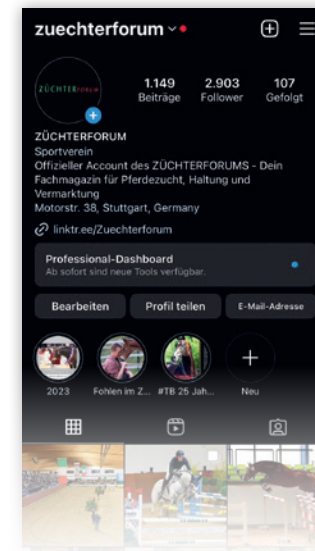 zuechterforum
ZÜCHTERFORUM
1.149 2.903 107
Beiträge Follower Gefolgt
ZÜCHTERFORUM
Sportverein
Offizieller Account des ZÜCHTERFORUMS - Dein
Fachmagazin für Pferdezucht, Haltung und
Vermarktung
Motorstr. 38, Stuttgart, Germany
linktr.ee/Zuechterforum
Professional-Dashboard
Ab sofort sind neue Tools verfügbar.
Bearbeiten Profil teilen E-Mail-Adresse
2023 Fohlen im Z... #TB 25 Jah... Neu